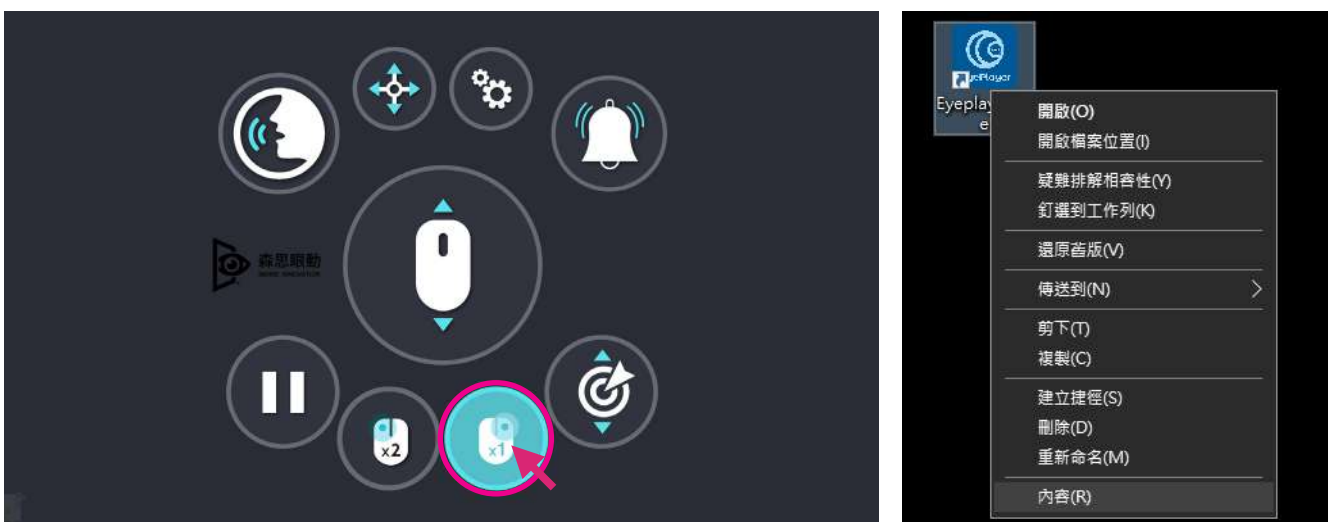 森思眼動
x2
x1
EyePlayer
Eyepla
e
開啟(O)
開啟檔案位置(I)
疑難排解相容性(Y)
釘選到工作列(K)
還原舊版(V)
傳送到(N)
剪下(T)
複製(C)
建立捷徑(S)
刪除(D)
重新命名(M)
內容(R)